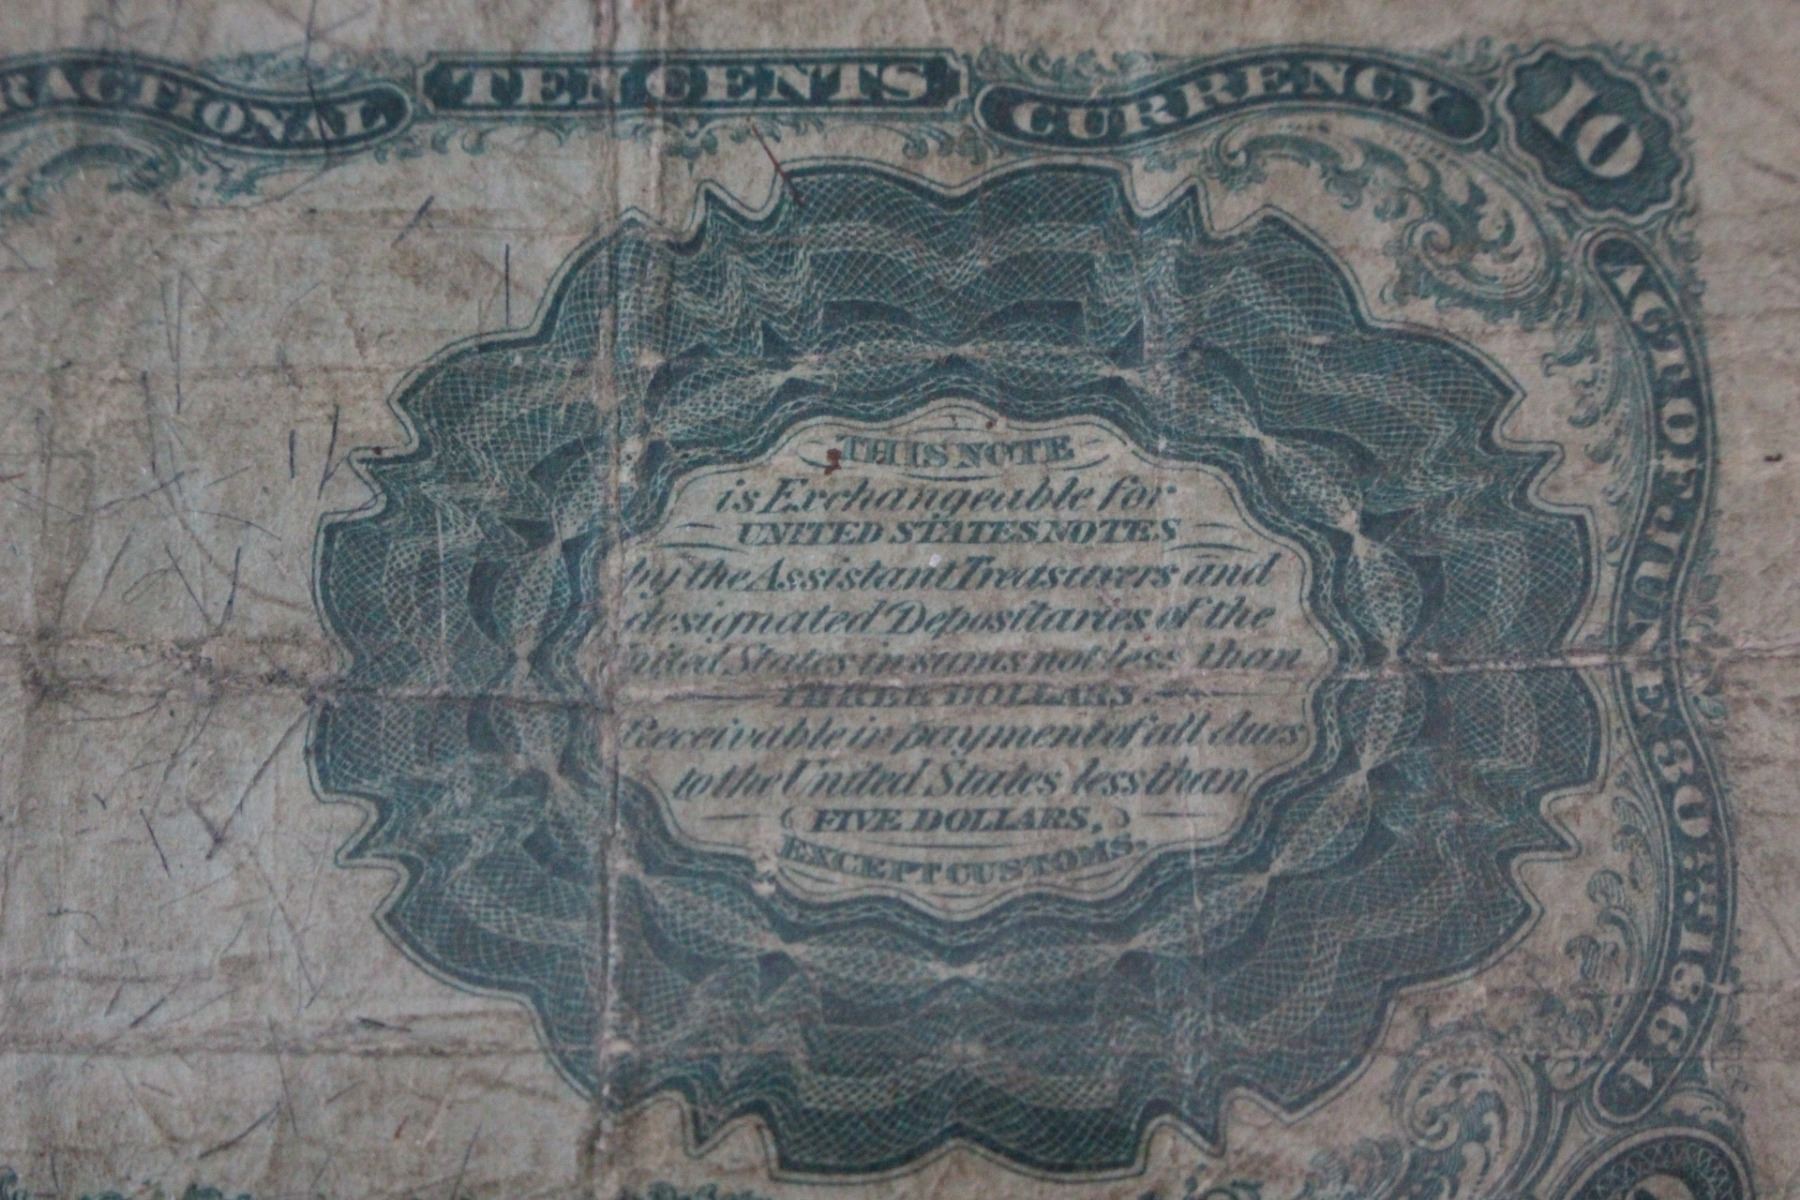 FRACTIONAL TEN CENTS CURRENCY 10
ACT OF JUNE 30TH. 1864
THIS NOTE
is Exchangeable for
UNITED STATES NOTES
by the Assistant Treasurers and
designated Depositaries of the
United States in sums not less than
THREE DOLLARS.
Receivable in payment of all dues
to the United States less than
FIVE DOLLARS,
EXCEPT CUSTOMS.